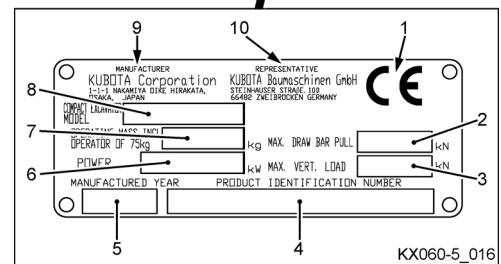 9 10 1
MANUFACTURER REPRESENTATIVE
KUBOTA Corporation KUBOTA Baumaschinen GmbH
1-1-1 NAKAMIYA OIKE HIRAKATA, STEINHAUSER STRAßE. 100
OSAKA, JAPAN 66482 ZWEIBRÜCKEN GERMANY
CE
8 COMPACT EXCAVATOR
MODEL
7 OPERATING MASS INCL
OPERATOR OF 75kg kg MAX. DRAW BAR PULL kN 2
6 POWER kW MAX. VERT. LOAD kN 3
MANUFACTURED YEAR PRODUCT IDENTIFICATION NUMBER
5 4
KX060-5_016